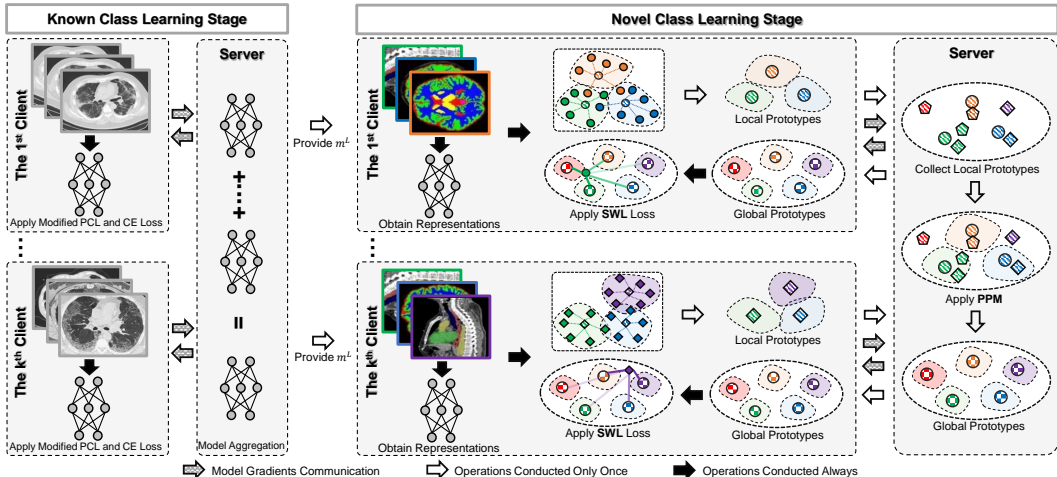 Known Class Learning Stage
Novel Class Learning Stage
The 1st Client
Apply Modified PCL and CE Loss
The kth Client
Apply Modified PCL and CE Loss
Server
Model Aggregation
Provide m^L
Provide m^L
The 1st Client
Obtain Representations
Local Prototypes
Apply SWL Loss
Global Prototypes
The kth Client
Obtain Representations
Local Prototypes
Apply SWL Loss
Global Prototypes
Server
Collect Local Prototypes
Apply PPM
Global Prototypes
Model Gradients Communication
Operations Conducted Only Once
Operations Conducted Always